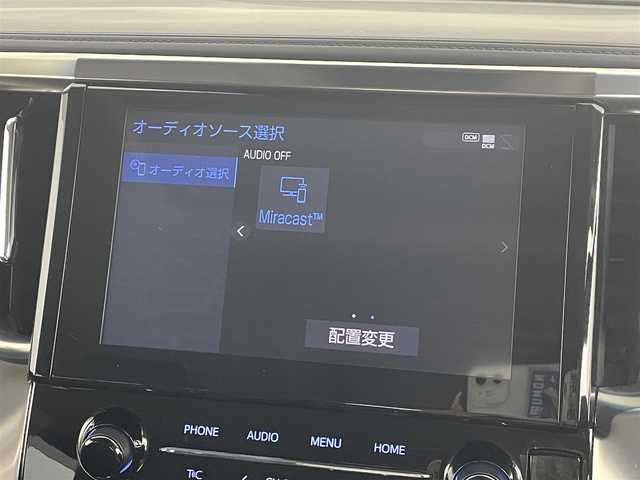 オーディオソース選択
DCM
DCM
オーディオ選択
AUDIO OFF
Miracast™
配置変更
PHONE
AUDIO
MENU
HOME